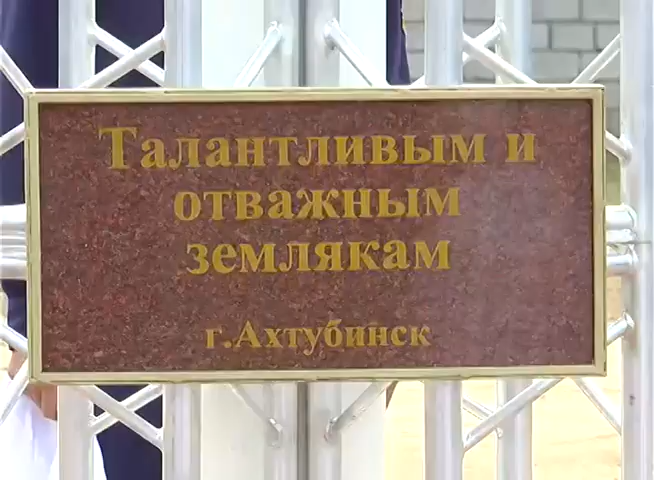 Талантливым и
отважным
землякам
г.Ахтубинск